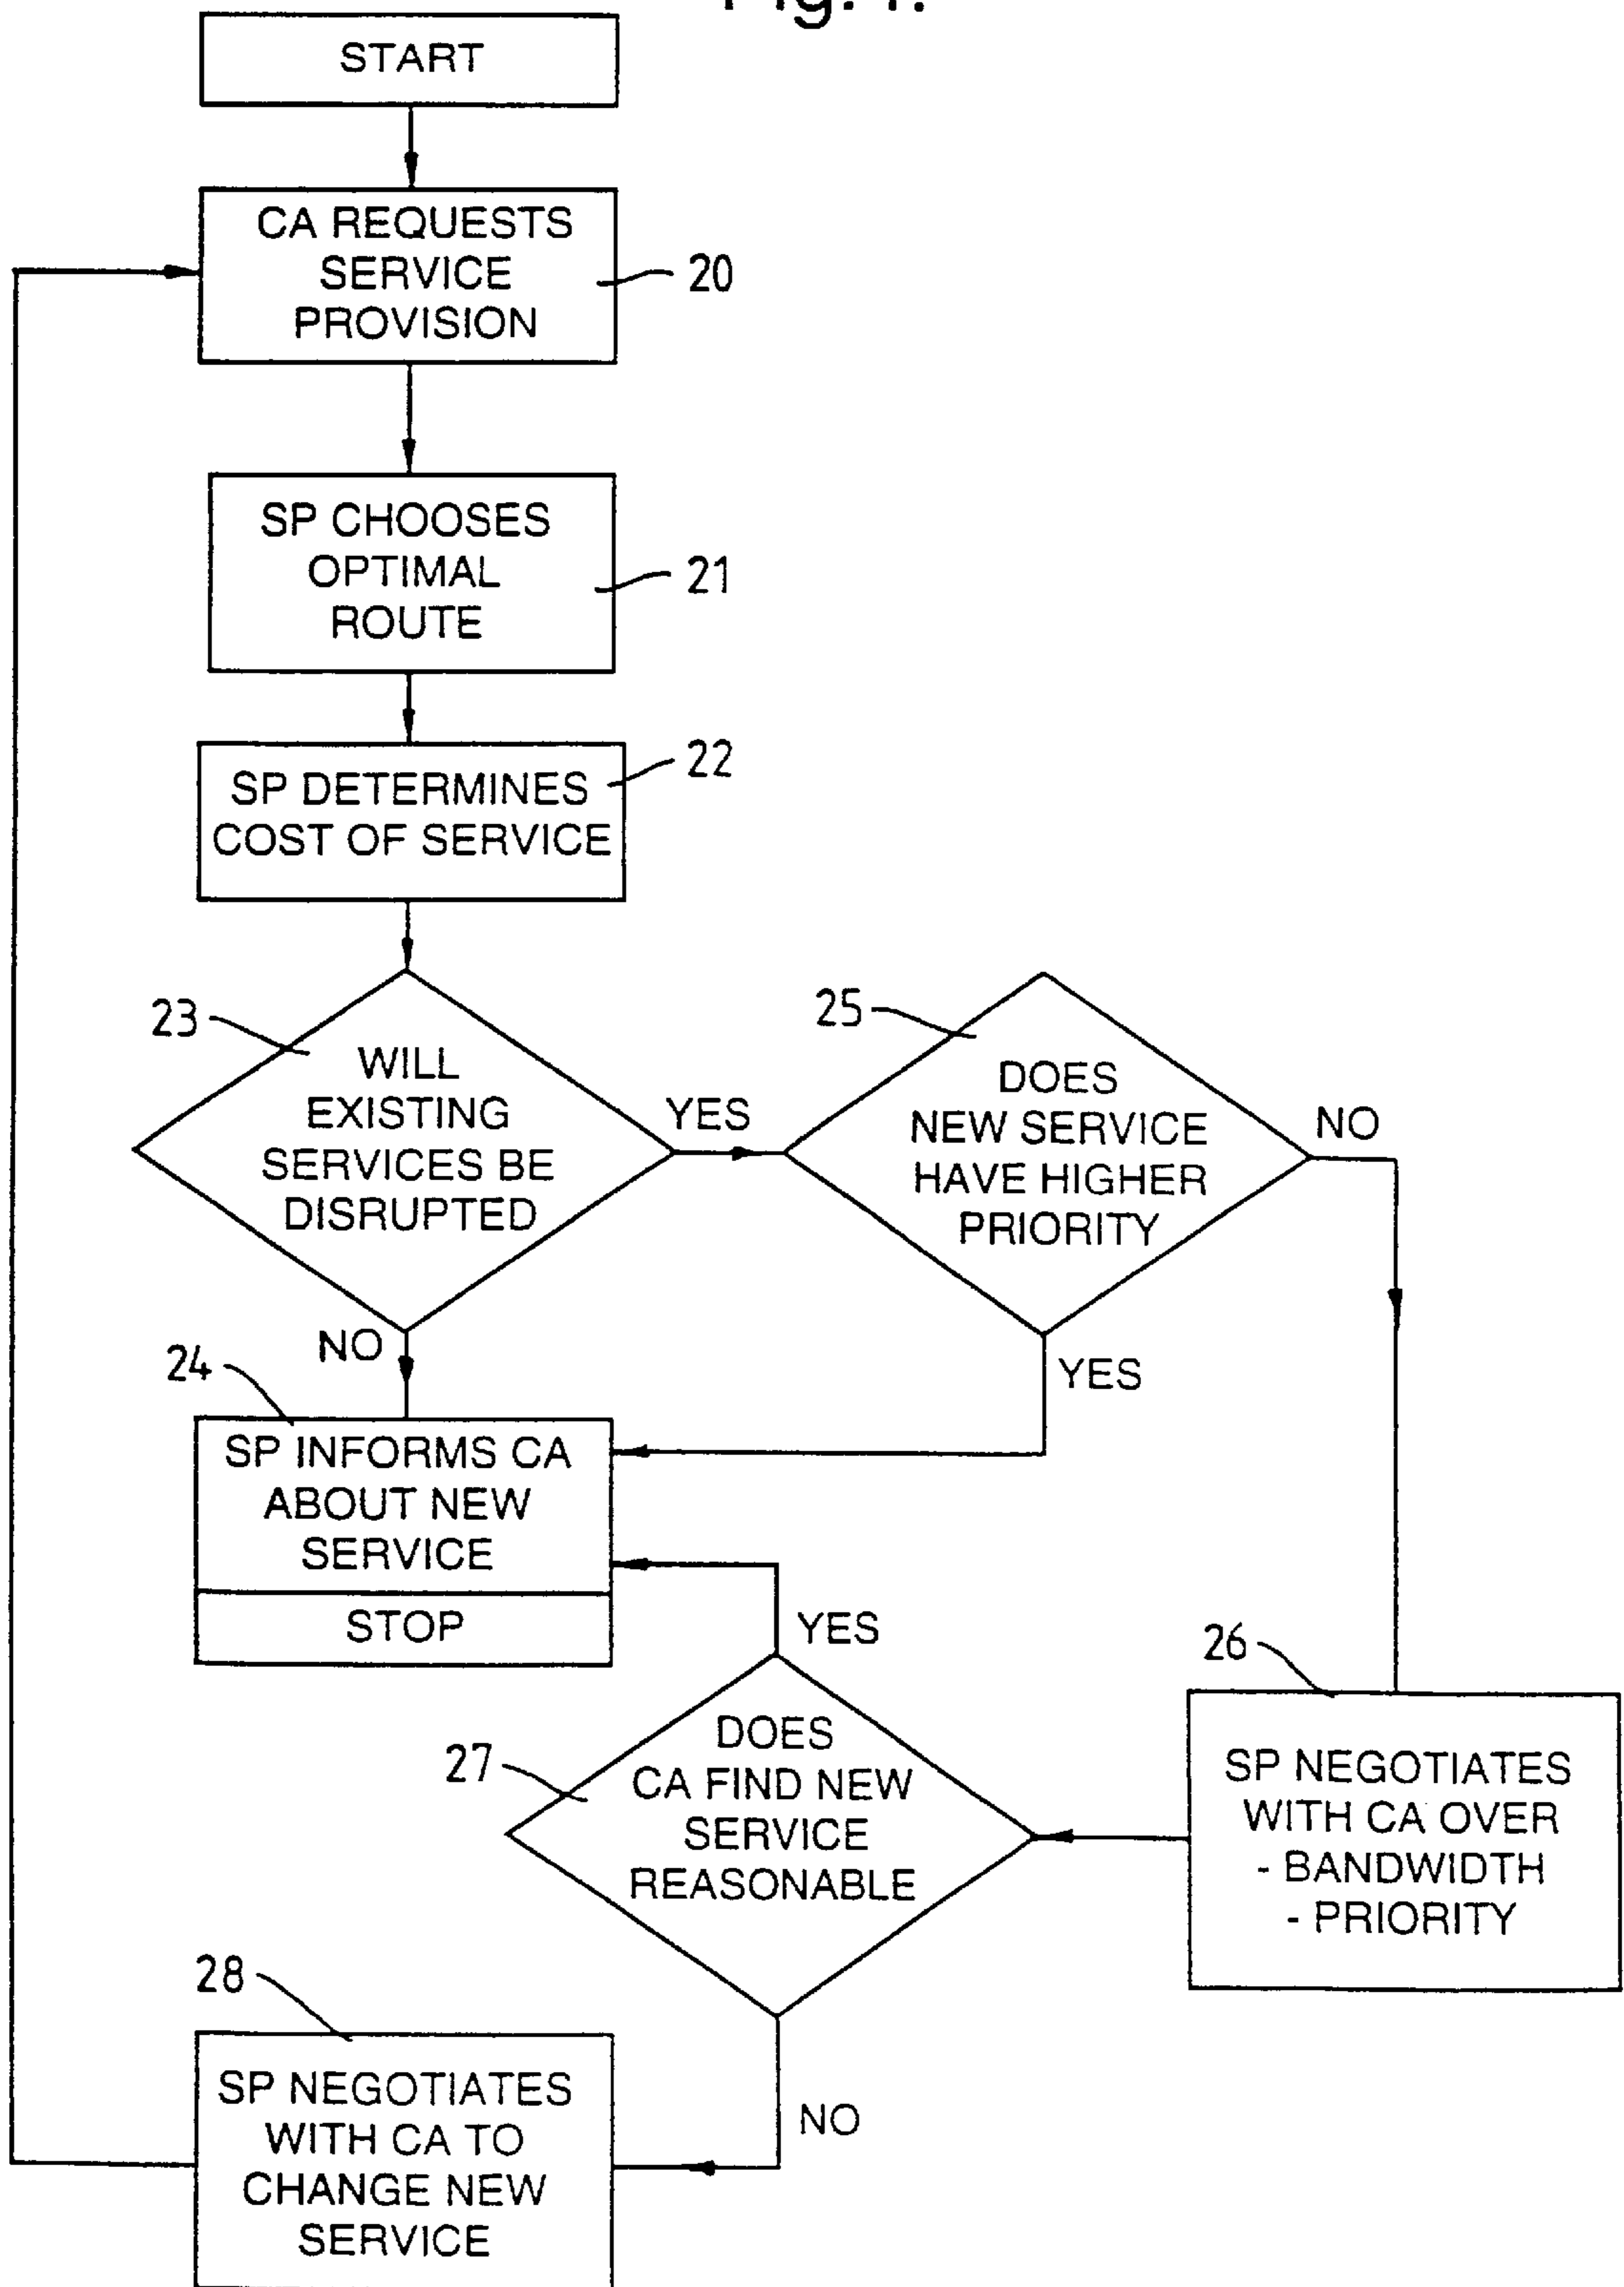 START
CA REQUESTS
SERVICE
PROVISION
20
SP CHOOSES
OPTIMAL
ROUTE
21
22
SP DETERMINES
COST OF SERVICE
23
WILL
EXISTING
SERVICES BE
DISRUPTED
YES
NO
25
DOES
NEW SERVICE
HAVE HIGHER
PRIORITY
NO
YES
24
SP INFORMS CA
ABOUT NEW
SERVICE
STOP
YES
26
SP NEGOTIATES
WITH CA OVER
- BANDWIDTH
- PRIORITY
27
DOES
CA FIND NEW
SERVICE
REASONABLE
NO
28
SP NEGOTIATES
WITH CA TO
CHANGE NEW
SERVICE